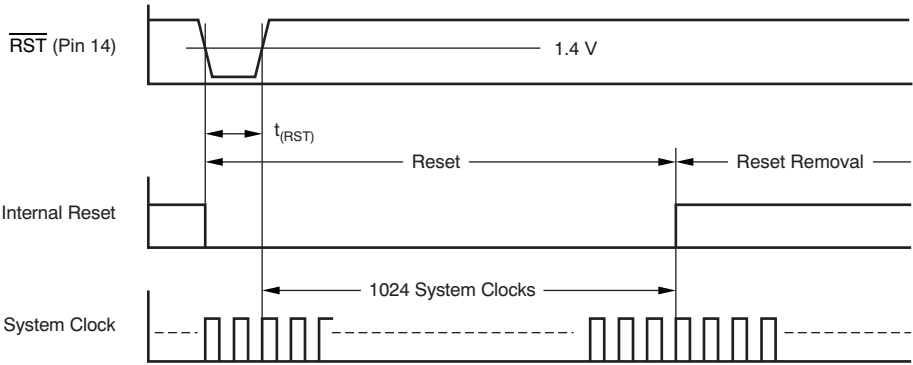 RST (Pin 14)
1.4 V
t(RST)
Reset
Reset Removal
Internal Reset
1024 System Clocks
System Clock